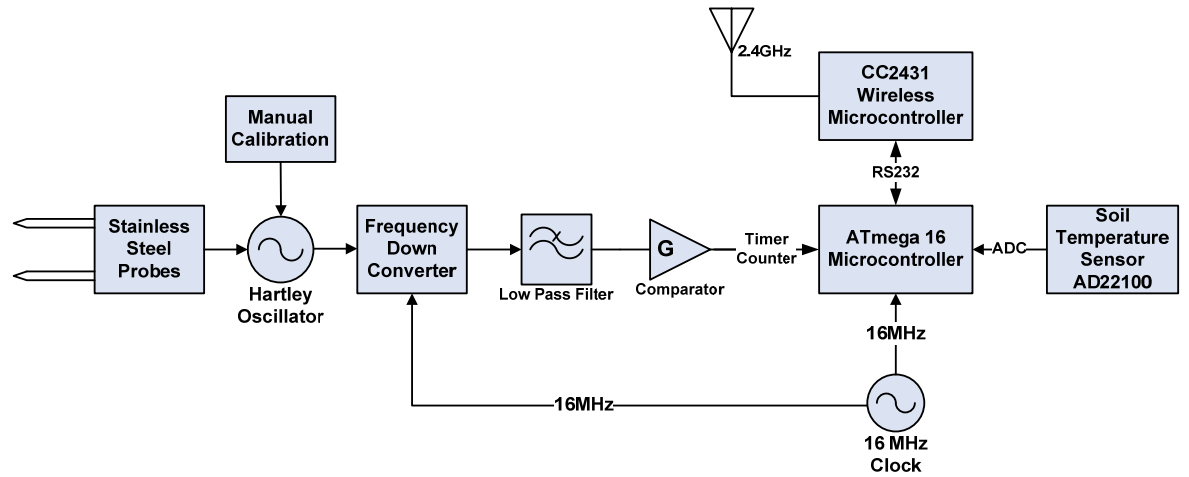 2.4GHz
CC2431
Wireless
Microcontroller
Manual
Calibration
RS232
Stainless
Steel
Probes
Hartley
Oscillator
Frequency
Down
Converter
Low Pass Filter
G
Comparator
Timer
Counter
ATmega 16
Microcontroller
ADC
Soil
Temperature
Sensor
AD22100
16MHz
16MHz
16 MHz
Clock